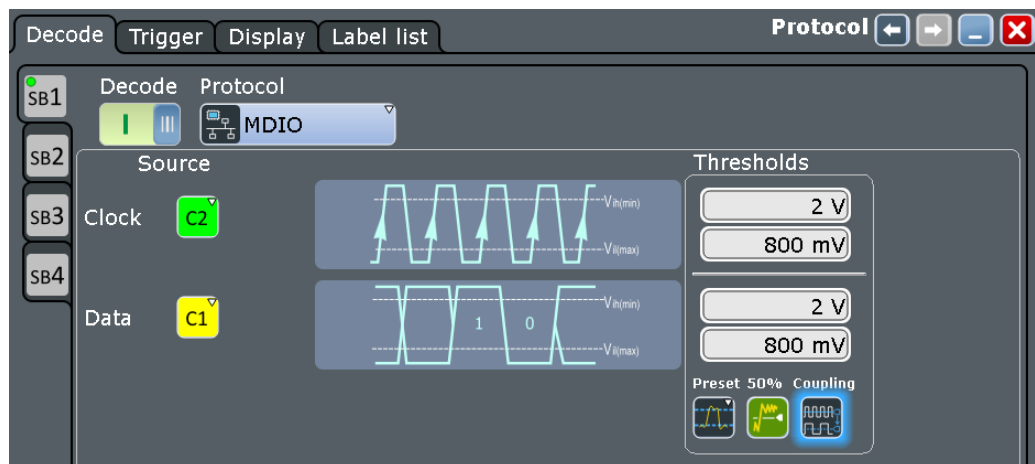 Decode Trigger Display Label list Protocol
SB1 Decode Protocol
MDIO
SB2 Source Thresholds
SB3 Clock C2 Vih(min) 2 V
Vil(max) 800 mV
SB4
Data C1 1 0 Vih(min) 2 V
Vil(max) 800 mV
Preset 50% Coupling